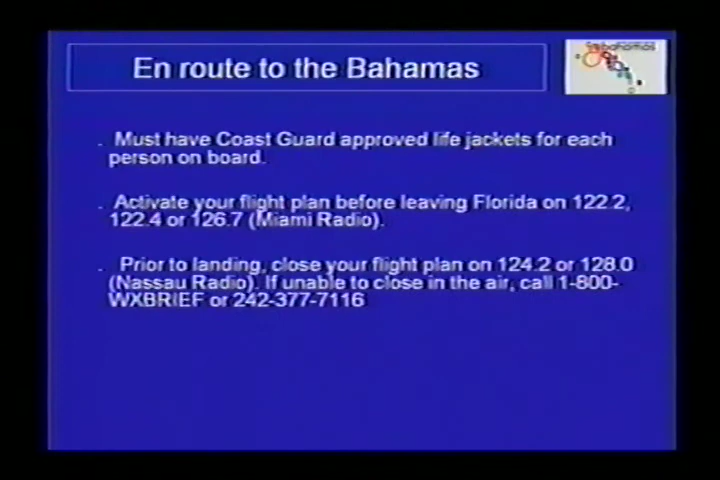 En route to the Bahamas
bahamas
. Must have Coast Guard approved life jackets for each
person on board.
. Activate your flight plan before leaving Florida on 122.2,
122.4 or 126.7 (Miami Radio).
. Prior to landing, close your flight plan on 124.2 or 128.0
(Nassau Radio). If unable to close in the air, call 1-800-
WXBRIEF or 242-377-7116